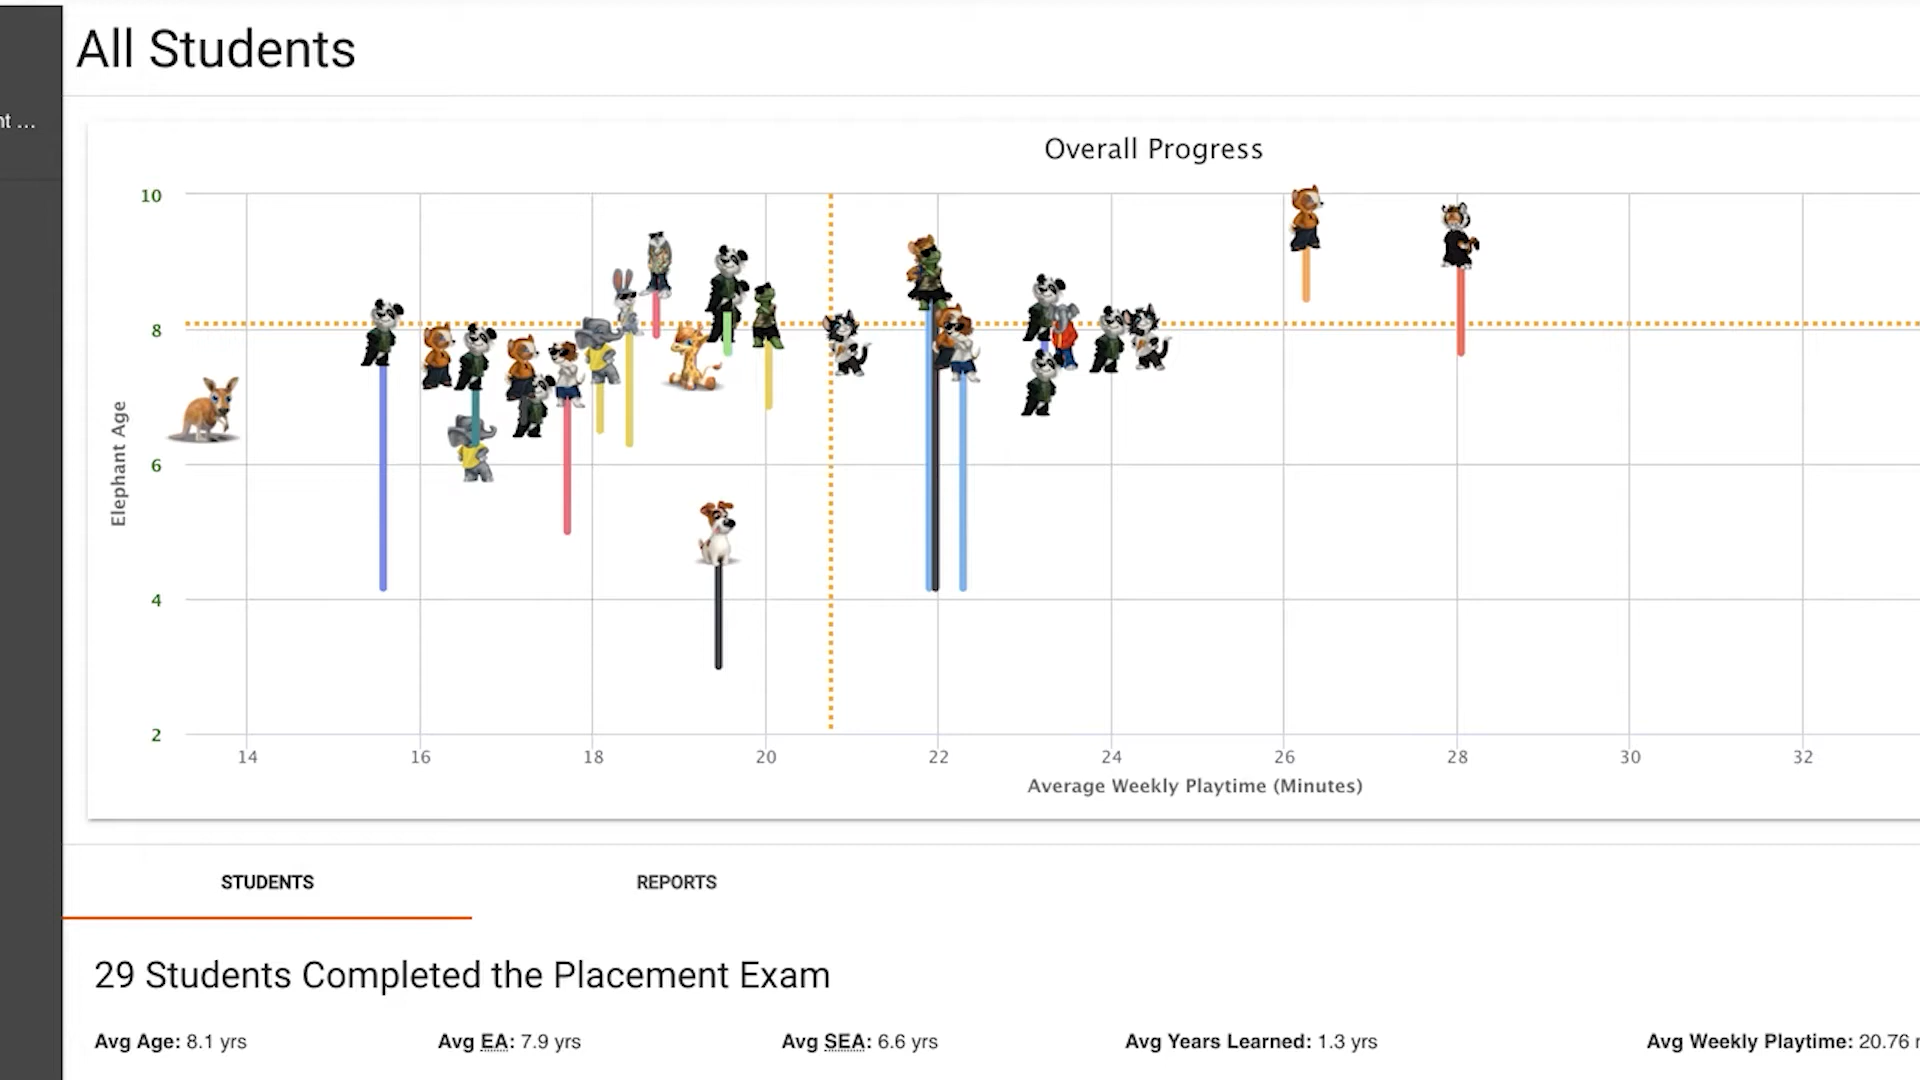 All Students
nt ...
Overall Progress
10
8
6
4
2
Elephant Age
14 16 18 20 22 24 26 28 30 32
Average Weekly Playtime (Minutes)
STUDENTS REPORTS
29 Students Completed the Placement Exam
Avg Age: 8.1 yrs Avg EA: 7.9 yrs Avg SEA: 6.6 yrs Avg Years Learned: 1.3 yrs Avg Weekly Playtime: 20.76